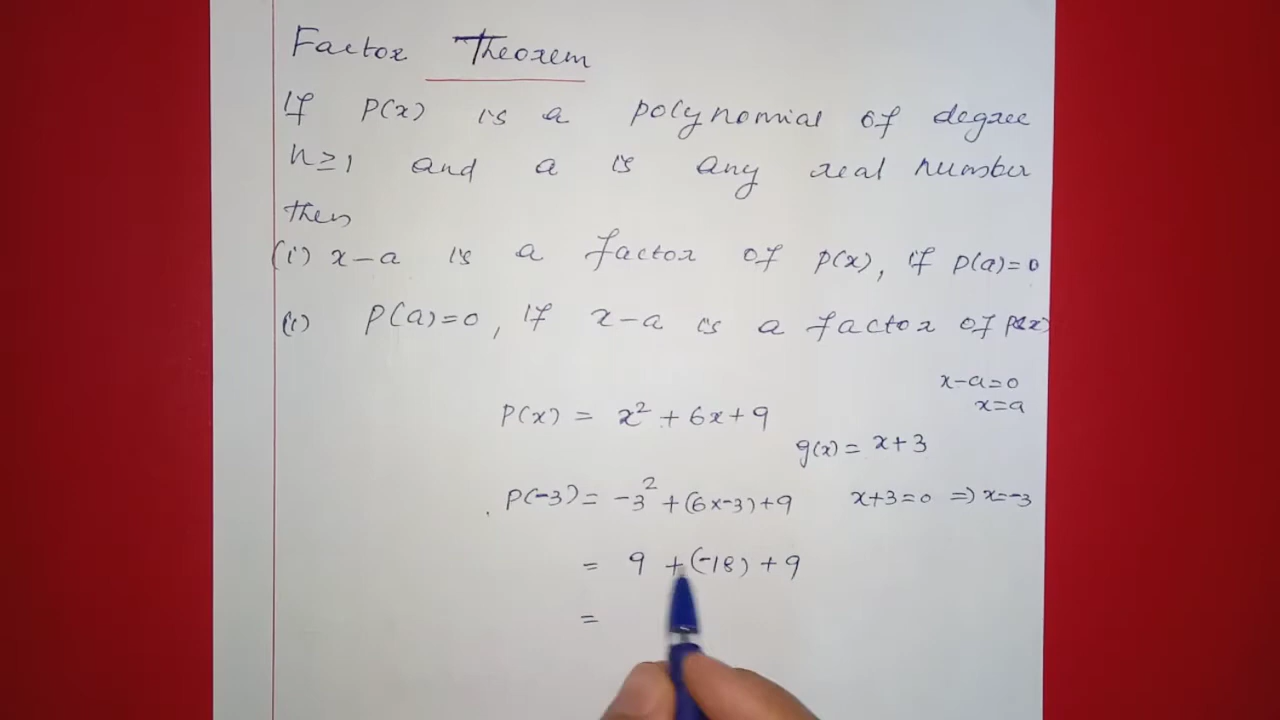 Factor Theorem
If P(x) is a polynomial of degree
n≥1 and a is any real number
then
(i) x-a is a factor of P(x), if P(a)=0
(i) P(a)=0, if x-a is a factor of P(x)
x-a=0
x=a
P(x) = x² + 6x + 9
g(x) = x+3
P(-3) = -3² + (6x-3)+9 x+3=0 => x=-3
= 9 + (-18) + 9
=